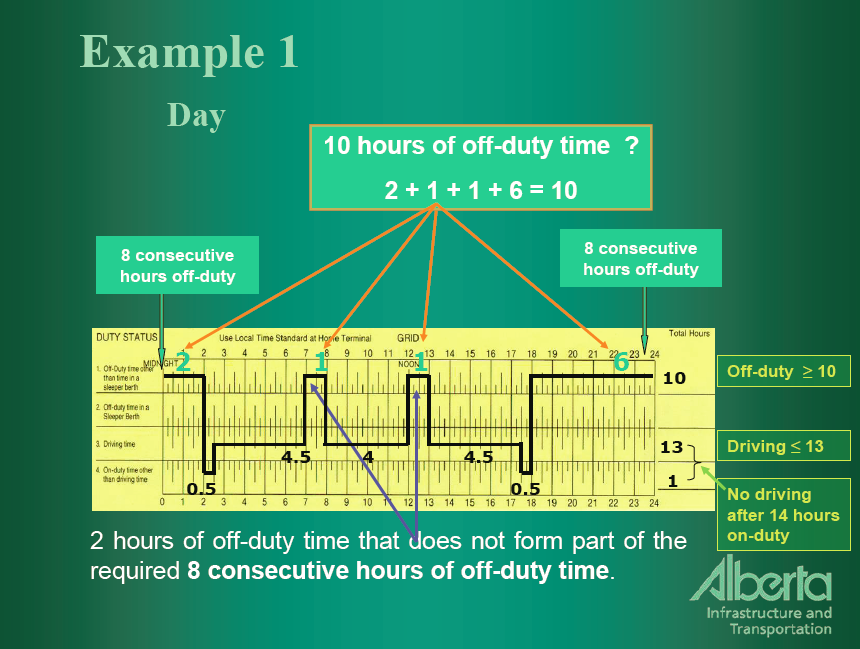 Example 1
Day
10 hours of off-duty time ?
2 + 1 + 1 + 6 = 10
8 consecutive
hours off-duty
8 consecutive
hours off-duty
DUTY STATUS
Use Local Time Standard at Home Terminal
GRID
Total Hours
MIDNIGHT 1 2 3 4 5 6 7 8 9 10 11 12 13 14 15 16 17 18 19 20 21 22 23 24
NOON
2 1 1 6
1. Off-Duty time other
than time in a
sleeper berth
10
2. Off-duty time in a
Sleeper Berth
3. Driving time
4.5 4 4.5
13
4. On-duty time other
than driving time
0.5 0.5
1
0 1 2 3 4 5 6 7 8 9 10 11 12 13 14 15 16 17 18 19 20 21 22 23 24
Off-duty ≥ 10
Driving ≤ 13
No driving
after 14 hours
on-duty
2 hours of off-duty time that does not form part of the
required 8 consecutive hours of off-duty time.
Alberta
Infrastructure and
Transportation